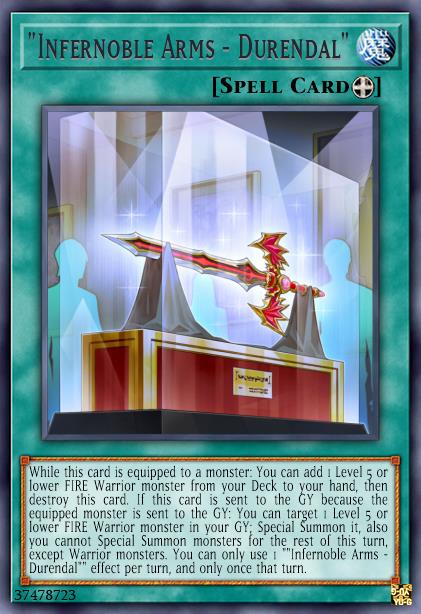 "Infernoble Arms - Durendal"
[Spell Card]
While this card is equipped to a monster: You can add 1 Level 5 or
lower FIRE Warrior monster from your Deck to your hand, then
destroy this card. If this card is sent to the GY because the
equipped monster is sent to the GY: You can target 1 Level 5 or
lower FIRE Warrior monster in your GY; Special Summon it, also
you cannot Special Summon monsters for the rest of this turn,
except Warrior monsters. You can only use 1 ""Infernoble Arms -
Durendal"" effect per turn, and only once that turn.
37478723